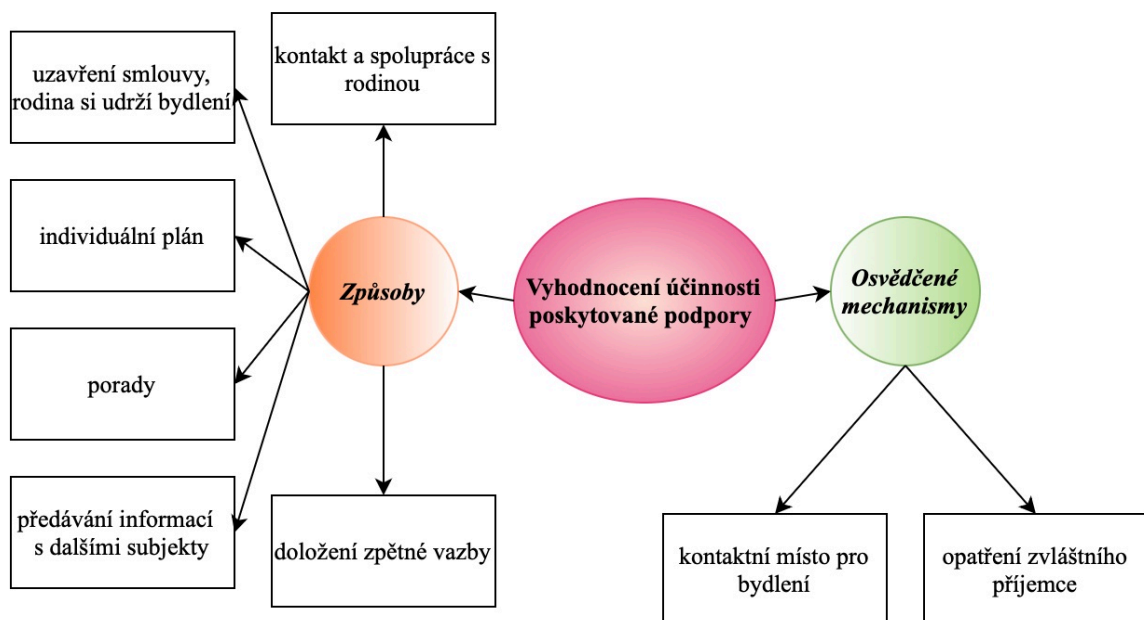 uzavření smlouvy,
rodina si udrží bydlení
kontakt a spolupráce s
rodinou
individuální plán
porady
předávání informací
s dalšími subjekty
doložení zpětné vazby
Způsoby
Vyhodnocení účinnosti
poskytované podpory
Osvědčené
mechanismy
kontaktní místo pro
bydlení
opatření zvláštního
příjemce